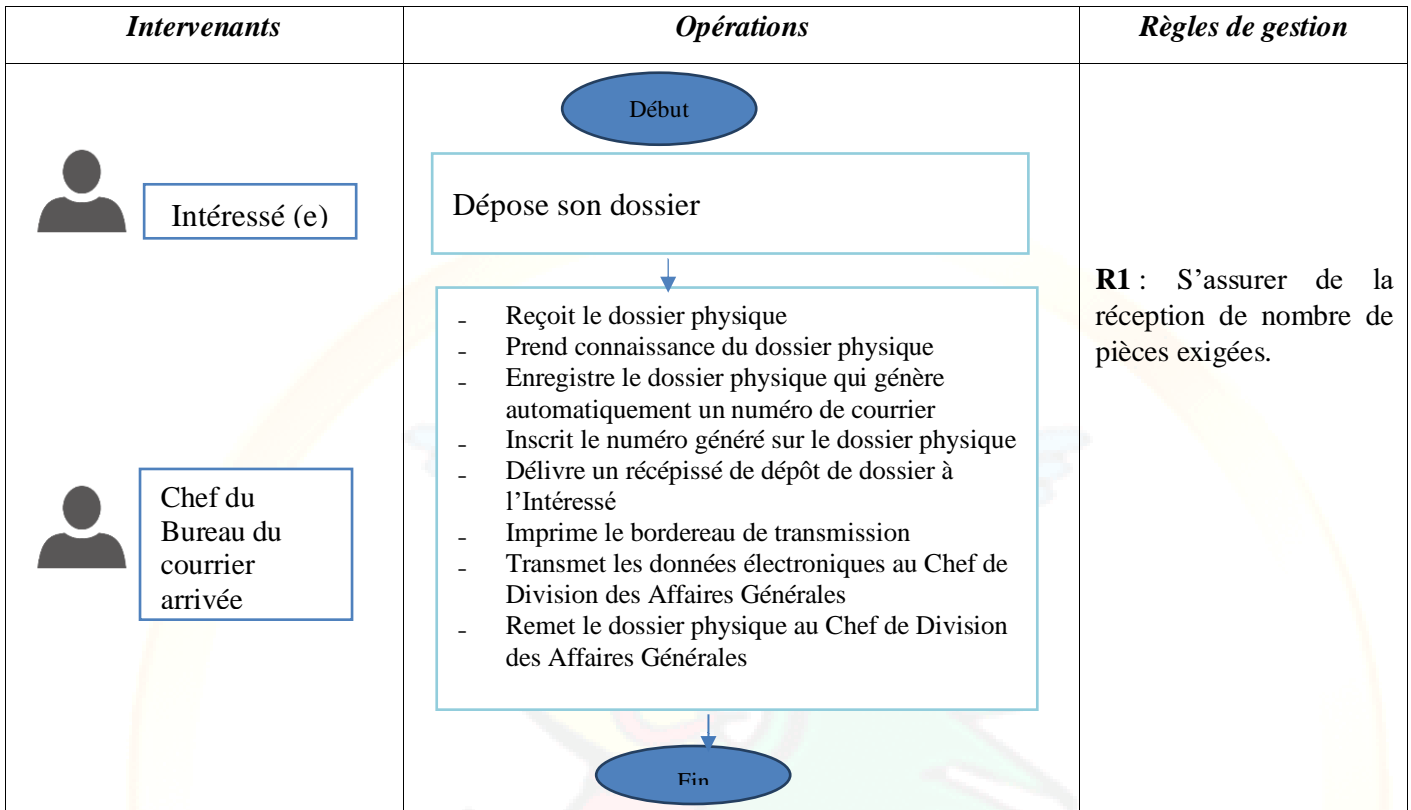 Intervenants
Opérations
Règles de gestion
Début
Intéressé (e)
Dépose son dossier
R1 : S’assurer de la
réception de nombre de
pièces exigées.
Chef du
Bureau du
courrier
arrivée
- Reçoit le dossier physique
- Prend connaissance du dossier physique
- Enregistre le dossier physique qui génère
automatiquement un numéro de courrier
- Inscrit le numéro généré sur le dossier physique
- Délivre un récépissé de dépôt de dossier à
l’Intéressé
- Imprime le bordereau de transmission
- Transmet les données électroniques au Chef de
Division des Affaires Générales
- Remet le dossier physique au Chef de Division
des Affaires Générales
Fin